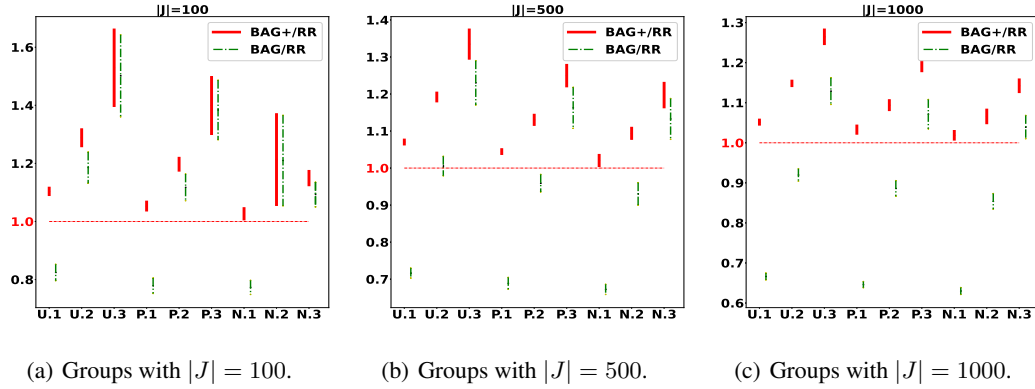 |J|=100
BAG+/RR
BAG/RR
1.6
1.4
1.2
1.0
0.8
U.1 U.2 U.3 P.1 P.2 P.3 N.1 N.2 N.3
(a) Groups with |J| = 100.
|J|=500
BAG+/RR
BAG/RR
1.4
1.3
1.2
1.1
1.0
0.9
0.8
0.7
U.1 U.2 U.3 P.1 P.2 P.3 N.1 N.2 N.3
(b) Groups with |J| = 500.
|J|=1000
BAG+/RR
BAG/RR
1.3
1.2
1.1
1.0
0.9
0.8
0.7
0.6
U.1 U.2 U.3 P.1 P.2 P.3 N.1 N.2 N.3
(c) Groups with |J| = 1000.